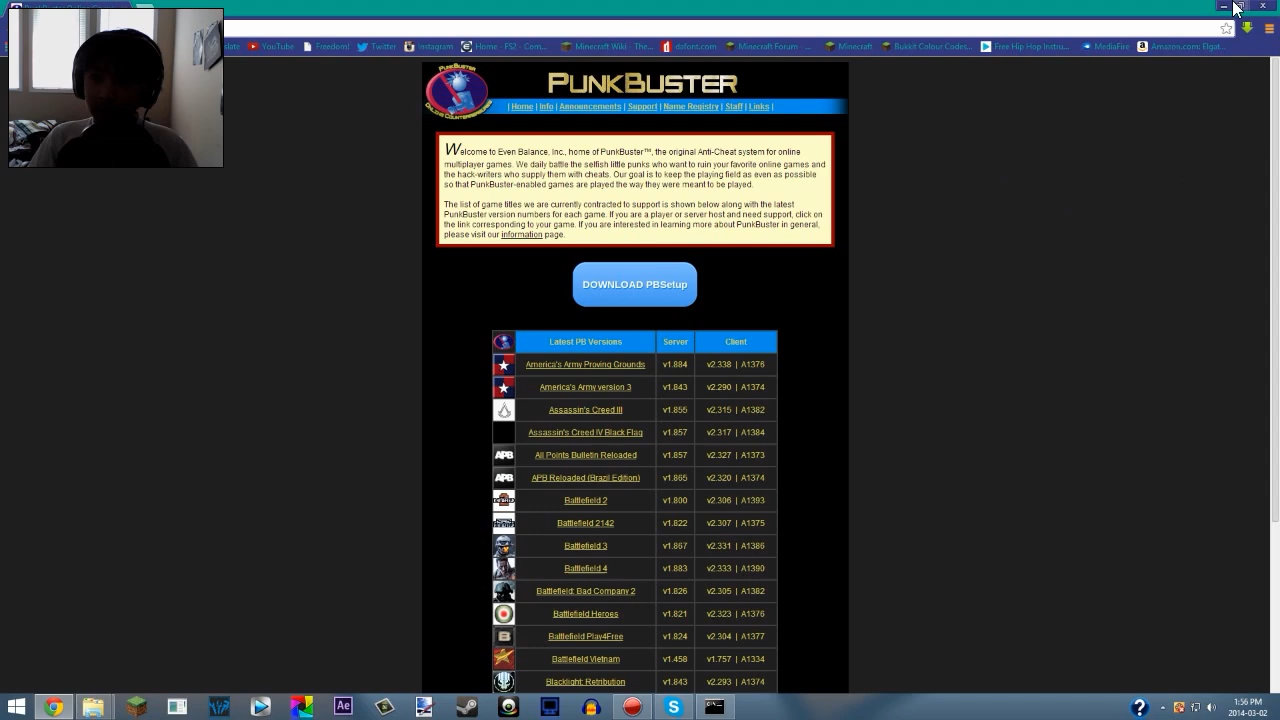 slate YouTube Freedom! Twitter Instagram Home - FS2 - Com... Minecraft Wiki - The... dafont.com Minecraft Forum - ... Minecraft Bukkit Colour Codes... Free Hip Hop Instru... MediaFire Amazon.com: Elgat...
PUNKBUSTER
| Home | Info | Announcements | Support | Name Registry | Staff | Links |
Welcome to Even Balance, Inc., home of PunkBuster™, the original Anti-Cheat system for online
multiplayer games. We daily battle the selfish little punks who want to ruin your favorite online games and
the hack-writers who supply them with cheats. Our goal is to keep the playing field as even as possible
so that PunkBuster-enabled games are played the way they were meant to be played.
The list of game titles we are currently contracted to support is shown below along with the latest
PunkBuster version numbers for each game. If you are a player or server host and need support, click on
the link corresponding to your game. If you are interested in learning more about PunkBuster in general,
please visit our information page.
DOWNLOAD PBSetup
Latest PB Versions Server Client
America's Army Proving Grounds v1.884 v2.338 | A1376
America's Army version 3 v1.843 v2.290 | A1374
Assassin's Creed III v1.855 v2.315 | A1382
Assassin's Creed IV Black Flag v1.857 v2.317 | A1384
APB All Points Bulletin Reloaded v1.857 v2.327 | A1373
APB APB Reloaded (Brazil Edition) v1.865 v2.320 | A1374
Battlefield 2 v1.800 v2.306 | A1393
Battlefield 2142 v1.822 v2.307 | A1375
Battlefield 3 v1.867 v2.331 | A1386
Battlefield 4 v1.883 v2.333 | A1390
Battlefield: Bad Company 2 v1.826 v2.305 | A1382
Battlefield Heroes v1.821 v2.323 | A1376
Battlefield Play4Free v1.824 v2.304 | A1377
Battlefield Vietnam v1.458 v1.757 | A1334
Blacklight: Retribution v1.843 v2.293 | A1374
Ae
1:56 PM
2014-03-02